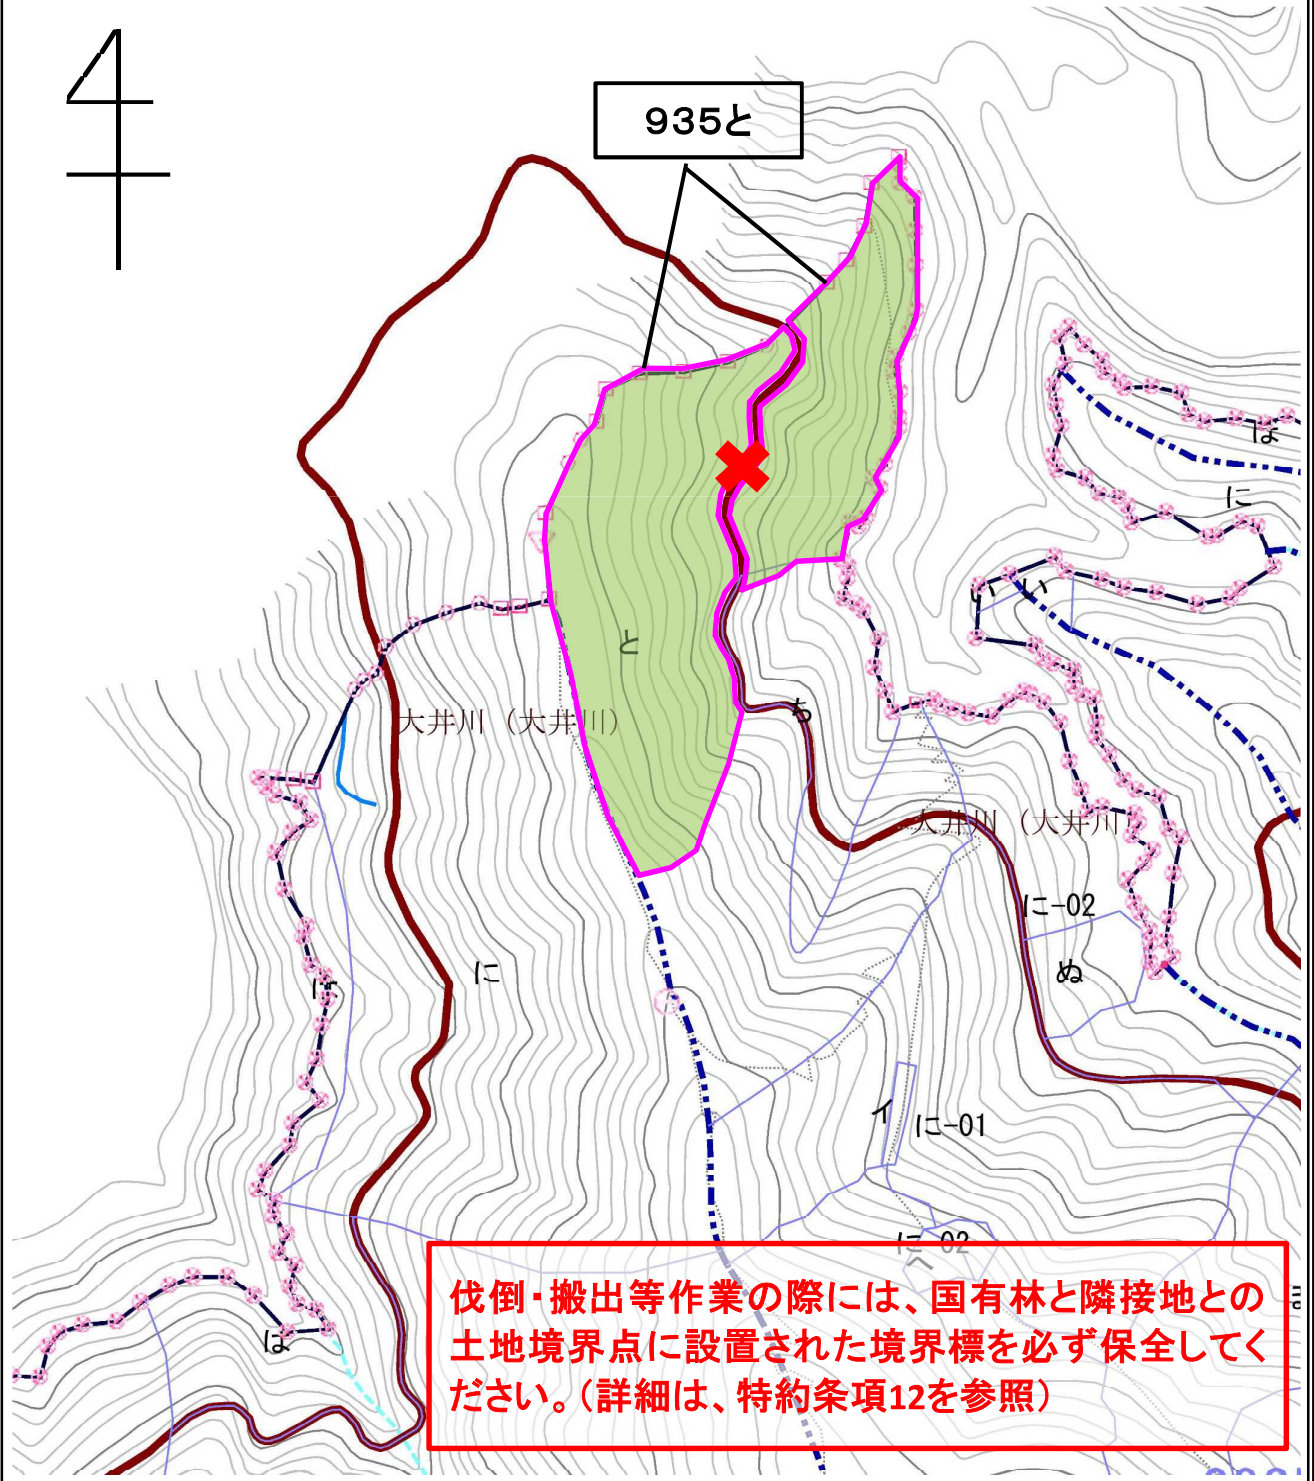 935と
ほ
に
い
い
と
大井川（大井川）
ち
大井川（大井川）
に-02
ぬ
に
ほ
イ
に-01
に-02
へ
は
伐倒・搬出等作業の際には、国有林と隣接地との
土地境界点に設置された境界標を必ず保全してく
ださい。（詳細は、特約条項12を参照）